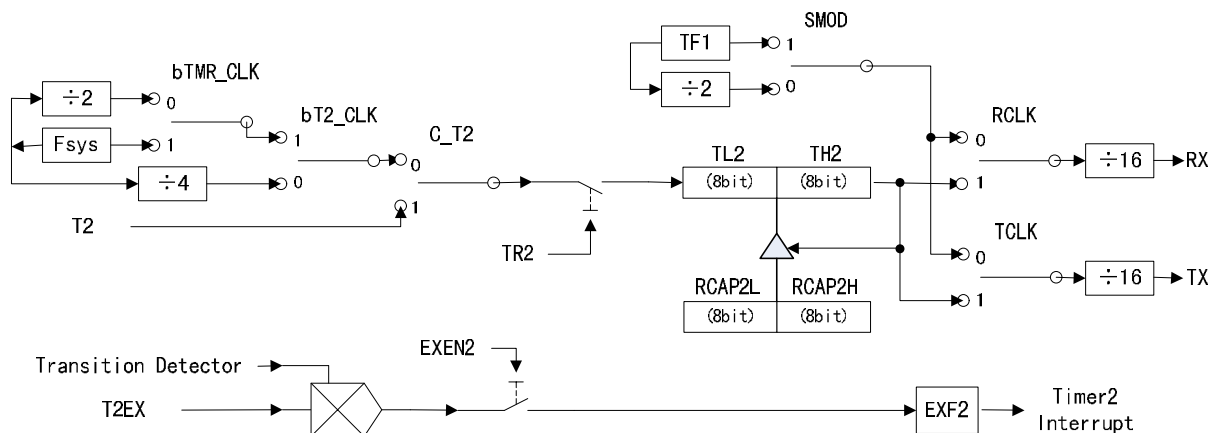 SMOD
TF1
1
÷2
0
bTMR_CLK
÷2
0
bT2_CLK
Fsys
1
1
÷4
0
C_T2
0
1
T2
TR2
TL2
TH2
(8bit)
(8bit)
RCAP2L
RCAP2H
(8bit)
(8bit)
RCLK
0
1
÷16
RX
TCLK
0
1
÷16
TX
Transition Detector
EXEN2
T2EX
EXF2
Timer2
Interrupt